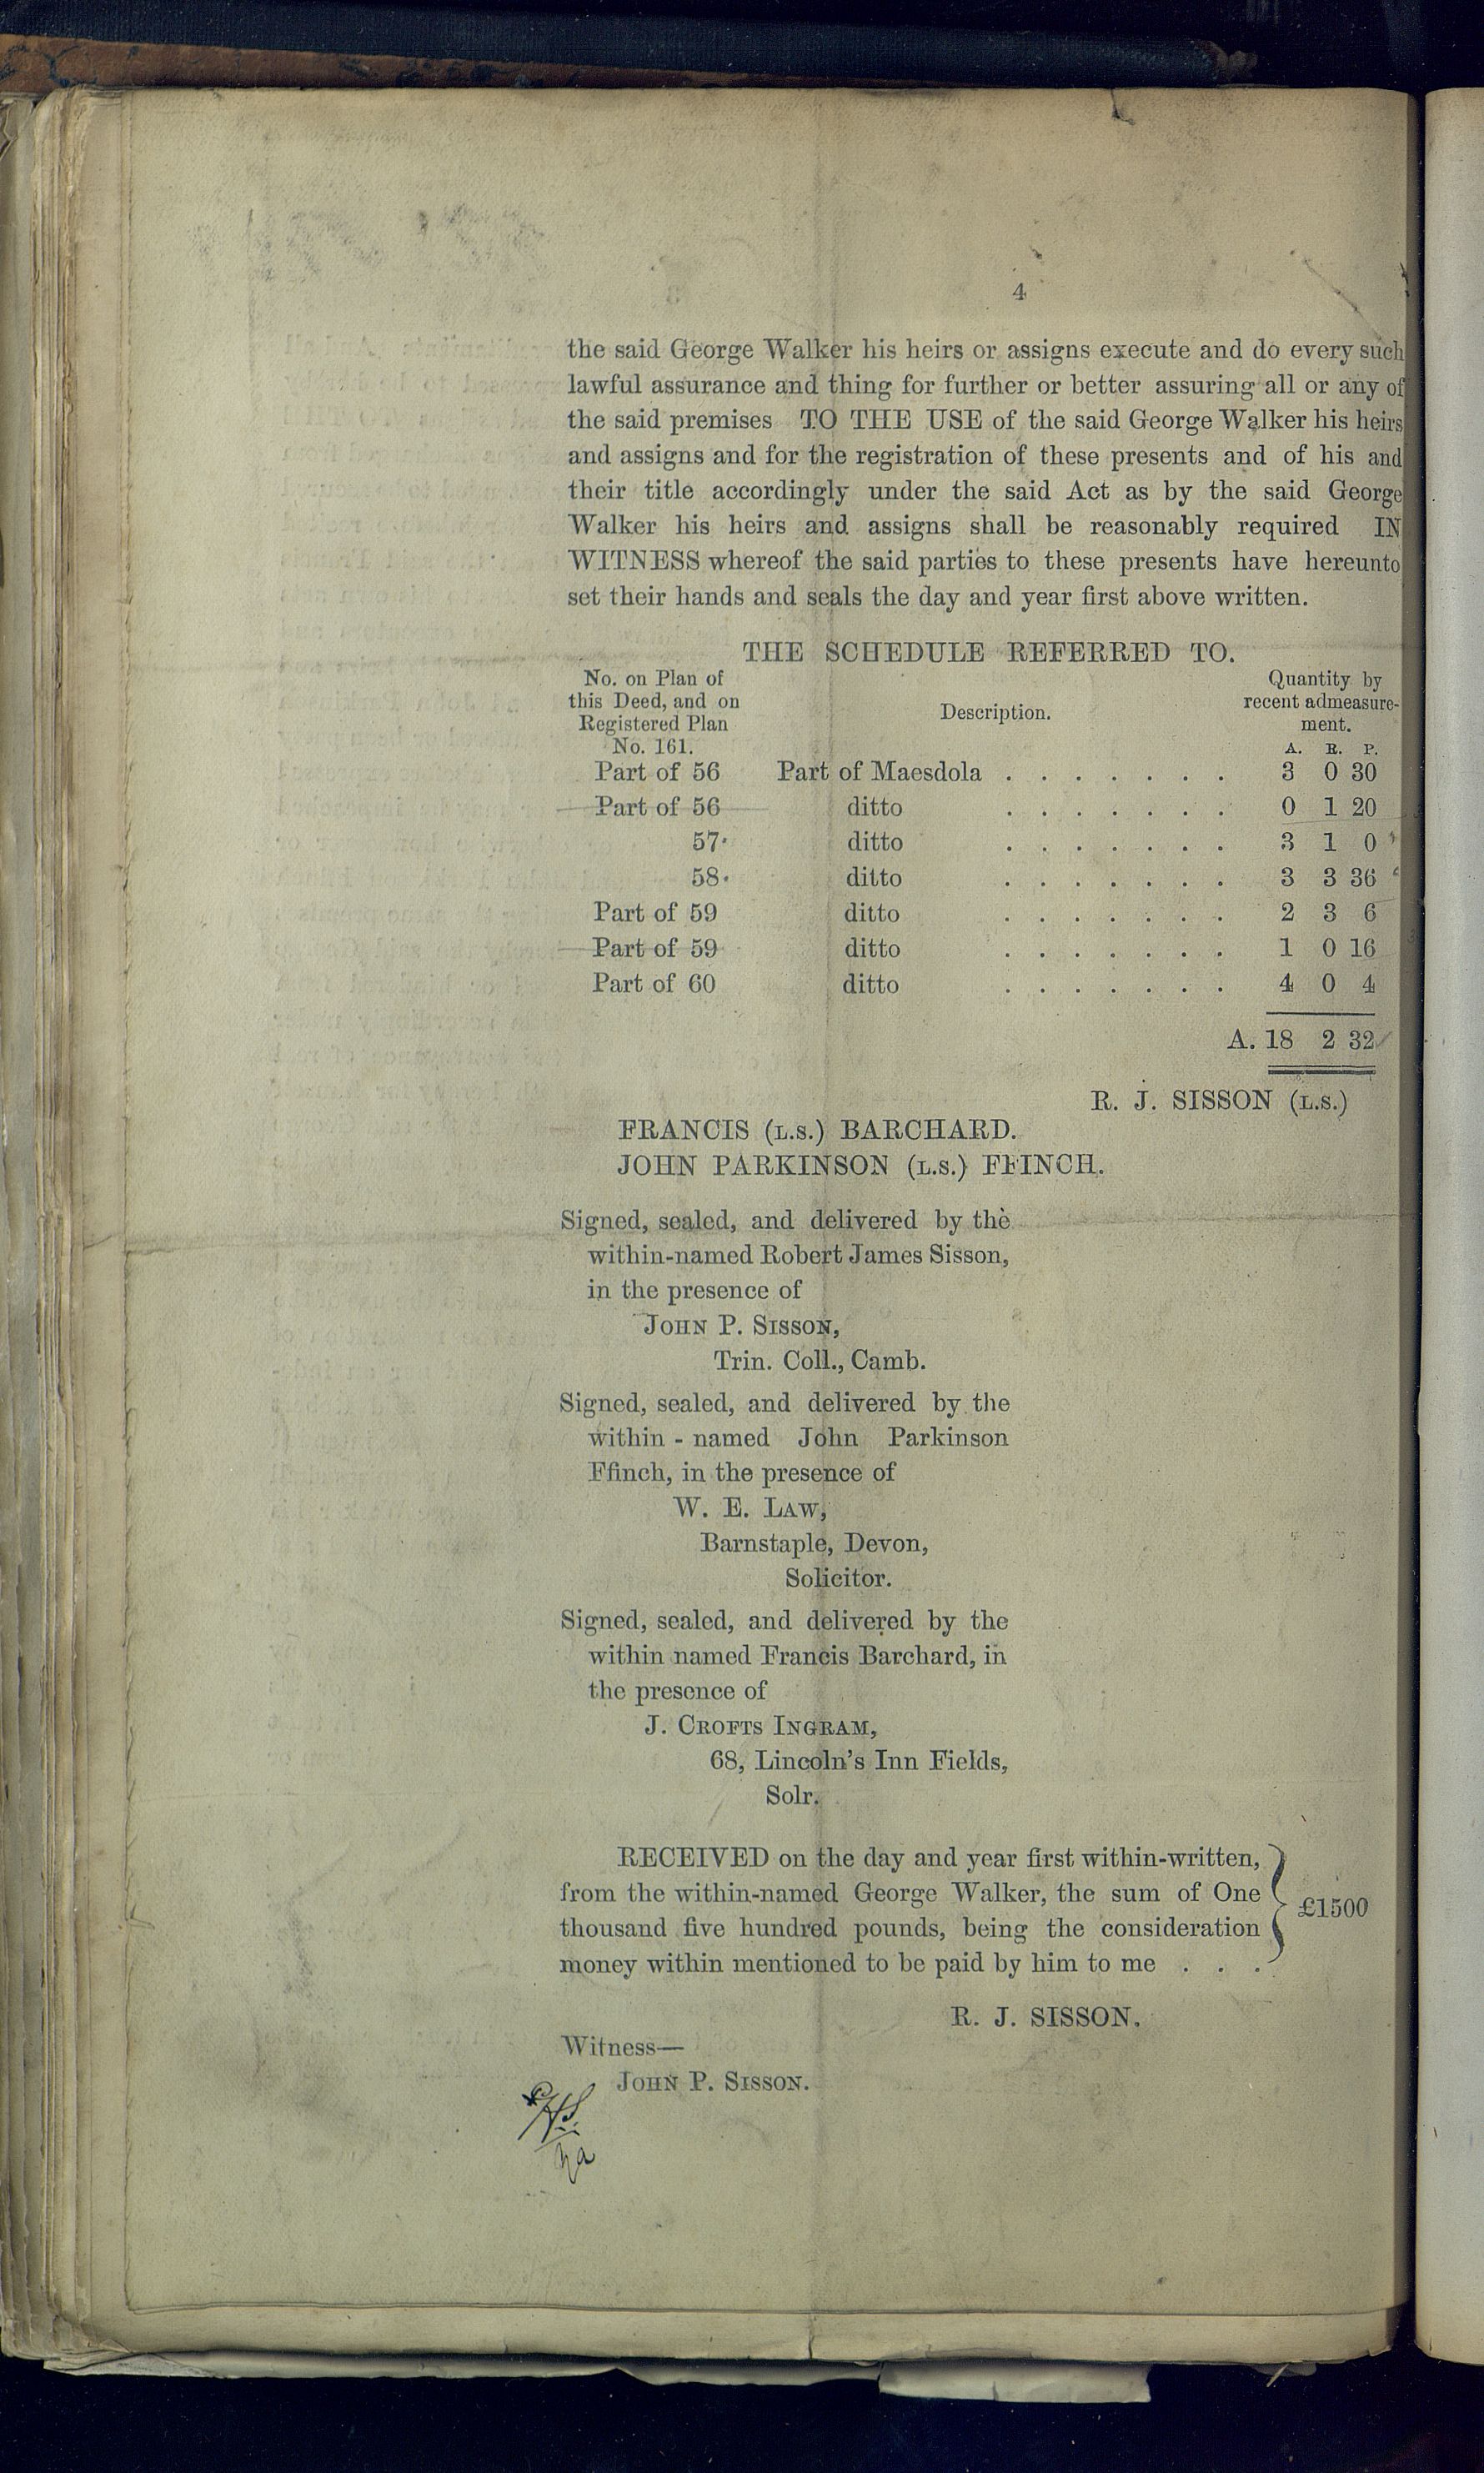 4
the said George Walker his heirs or assigns execute and do every such
lawful assurance and thing for further or better assuring all or any of
the said premises TO THE USE of the said George Walker his heirs
and assigns and for the registration of these presents and of his and
their title accordingly under the said Act as by the said George
Walker his heirs and assigns shall be reasonably required IN
WITNESS whereof the said parties to these presents have hereunto
set their hands and seals the day and year first above written.
THE SCHEDULE REFERRED TO.
No. on Plan of
this Deed, and on
Registered Plan
No. 161.
Description.
Quantity by
recent admeasure-
ment.
A. R. P.
Part of 56 Part of Maesdola . . . . . . . 3 0 30
Part of 56 ditto . . . . . . . 0 1 20
57 ditto . . . . . . . 3 1 0
58 ditto . . . . . . . 3 3 36
Part of 59 ditto . . . . . . . 2 3 6
Part of 59 ditto . . . . . . . 1 0 16
Part of 60 ditto . . . . . . . 4 0 4
A. 18 2 32
R. J. SISSON (L.S.)
FRANCIS (L.S.) BARCHARD.
JOHN PARKINSON (L.S.) FFINCH.
Signed, sealed, and delivered by the
within-named Robert James Sisson,
in the presence of
JOHN P. SISSON,
Trin. Coll., Camb.
Signed, sealed, and delivered by the
within - named John Parkinson
Ffinch, in the presence of
W. E. LAW,
Barnstaple, Devon,
Solicitor.
Signed, sealed, and delivered by the
within named Francis Barchard, in
the presence of
J. CROFTS INGRAM,
68, Lincoln's Inn Fields,
Solr.
RECEIVED on the day and year first within-written,
from the within-named George Walker, the sum of One
thousand five hundred pounds, being the consideration
money within mentioned to be paid by him to me . . .
£1500
R. J. SISSON.
Witness—
JOHN P. SISSON.